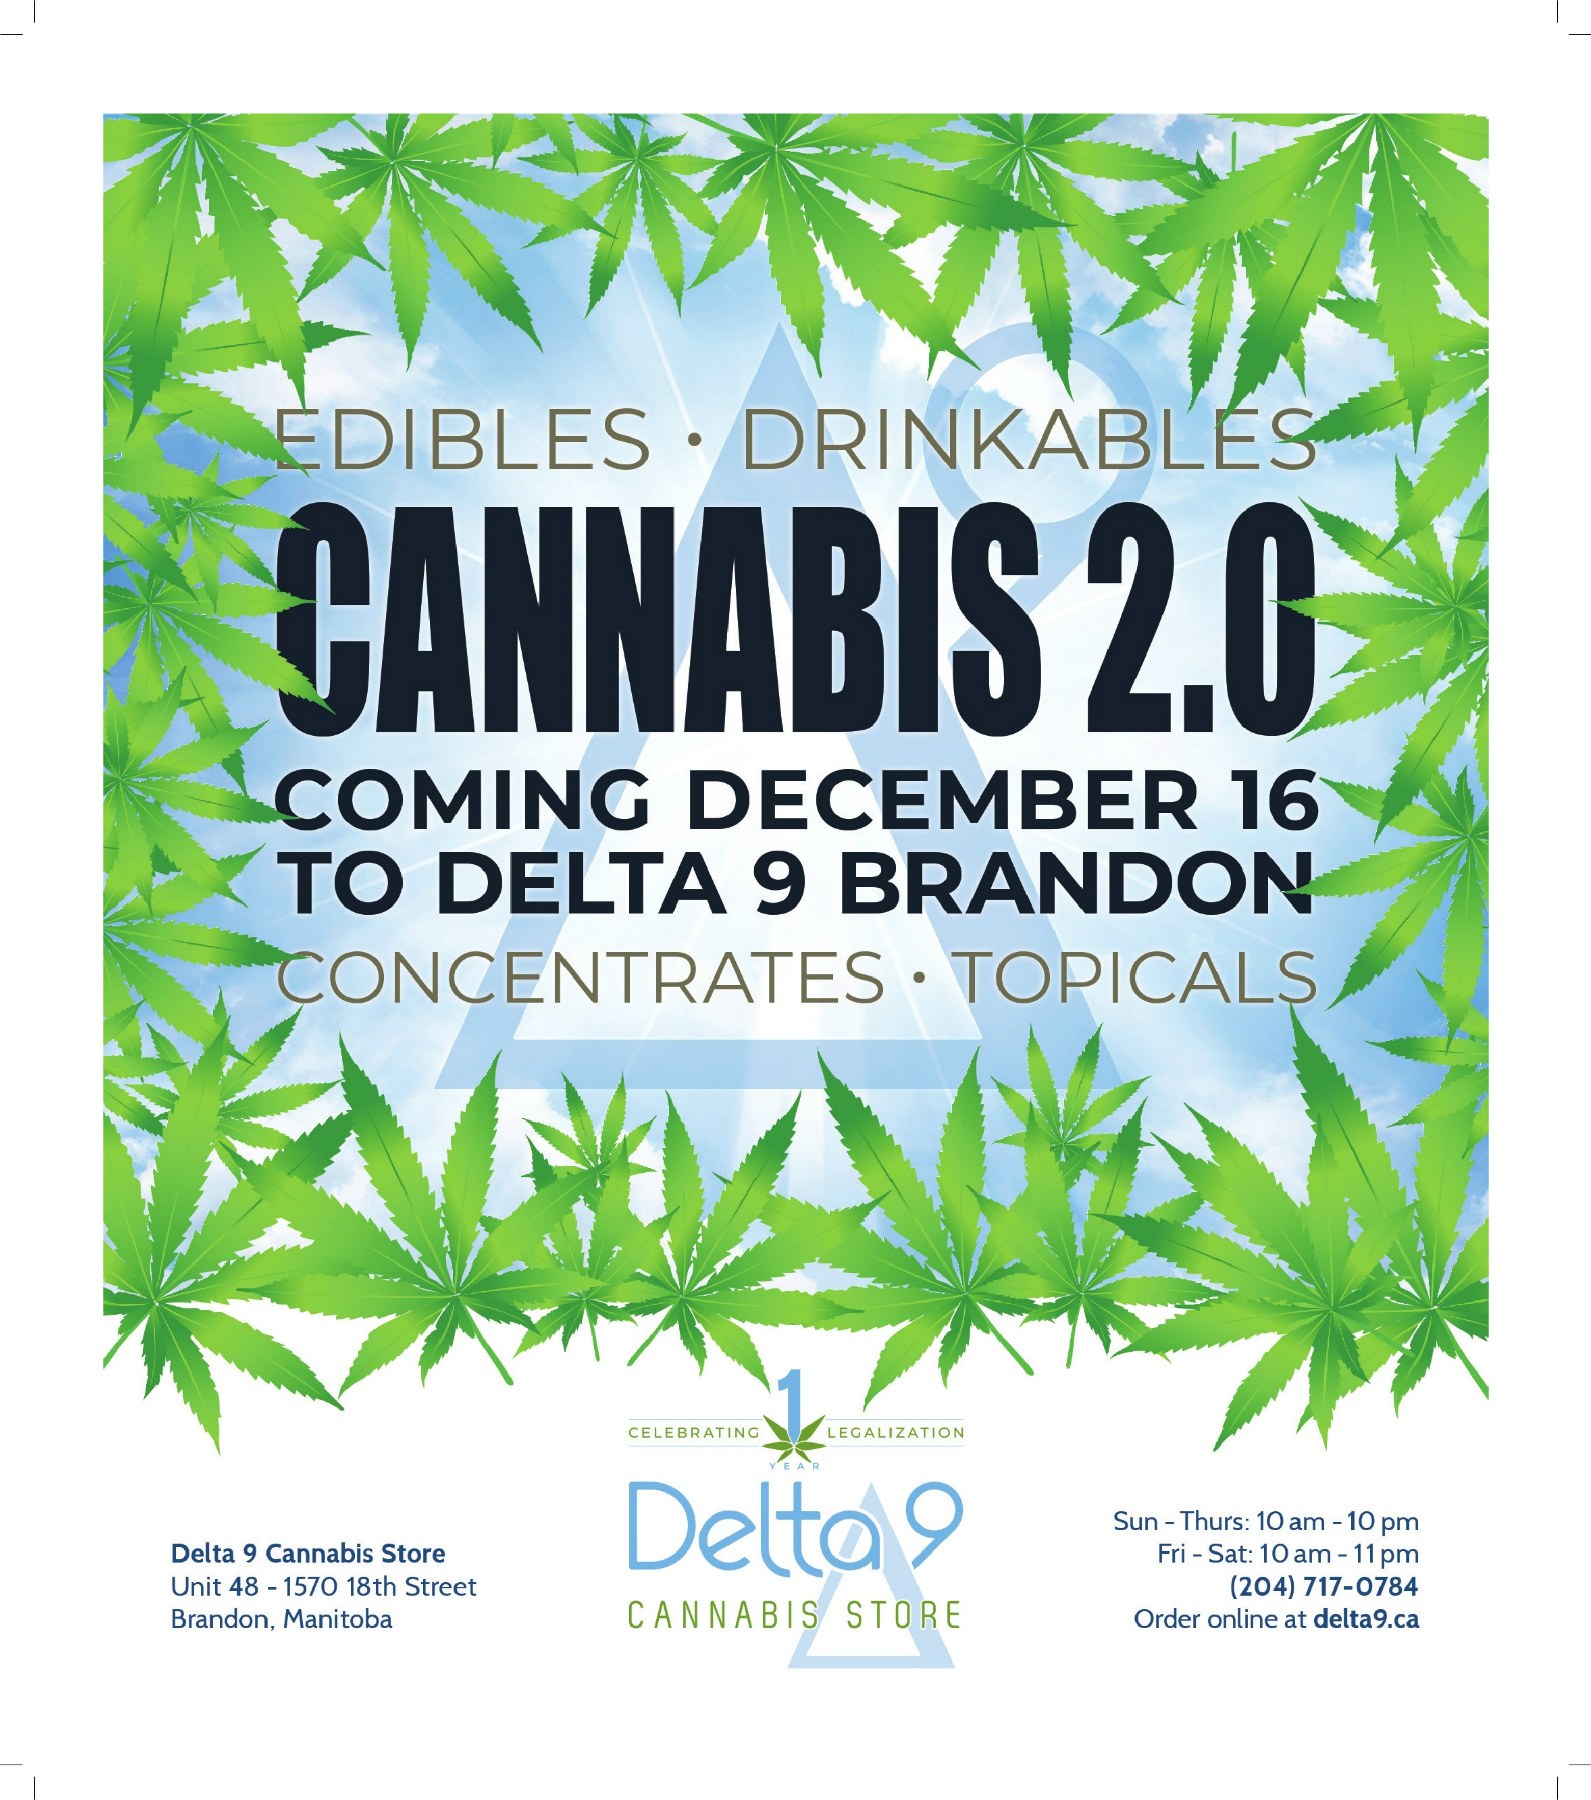 EDIBLES • DRINKABLES
CANNABIS 2.0
COMING DECEMBER 16
TO DELTA 9 BRANDON
CONCENTRATES • TOPICALS
CELEBRATING 1 LEGALIZATION
YEAR
Delta 9
CANNABIS STORE
Delta 9 Cannabis Store
Unit 48 - 1570 18th Street
Brandon, Manitoba
Sun - Thurs: 10 am - 10 pm
Fri - Sat: 10 am - 11 pm
(204) 717-0784
Order online at delta9.ca